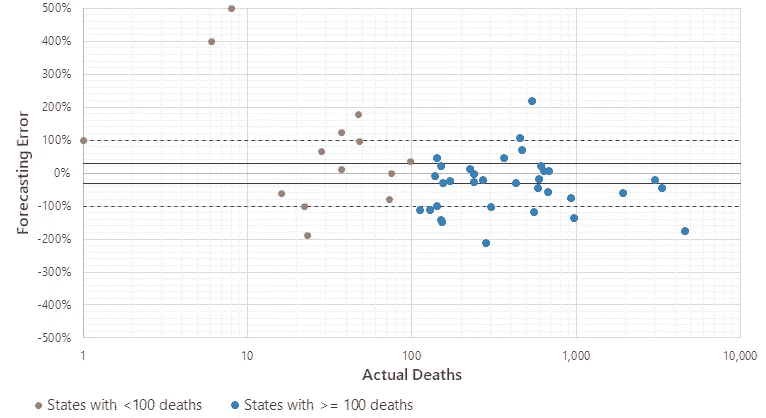 500%
400%
300%
200%
100%
0%
-100%
-200%
-300%
-400%
-500%
Forecasting Error
1 10 100 1,000 10,000
Actual Deaths
States with <100 deaths States with >= 100 deaths